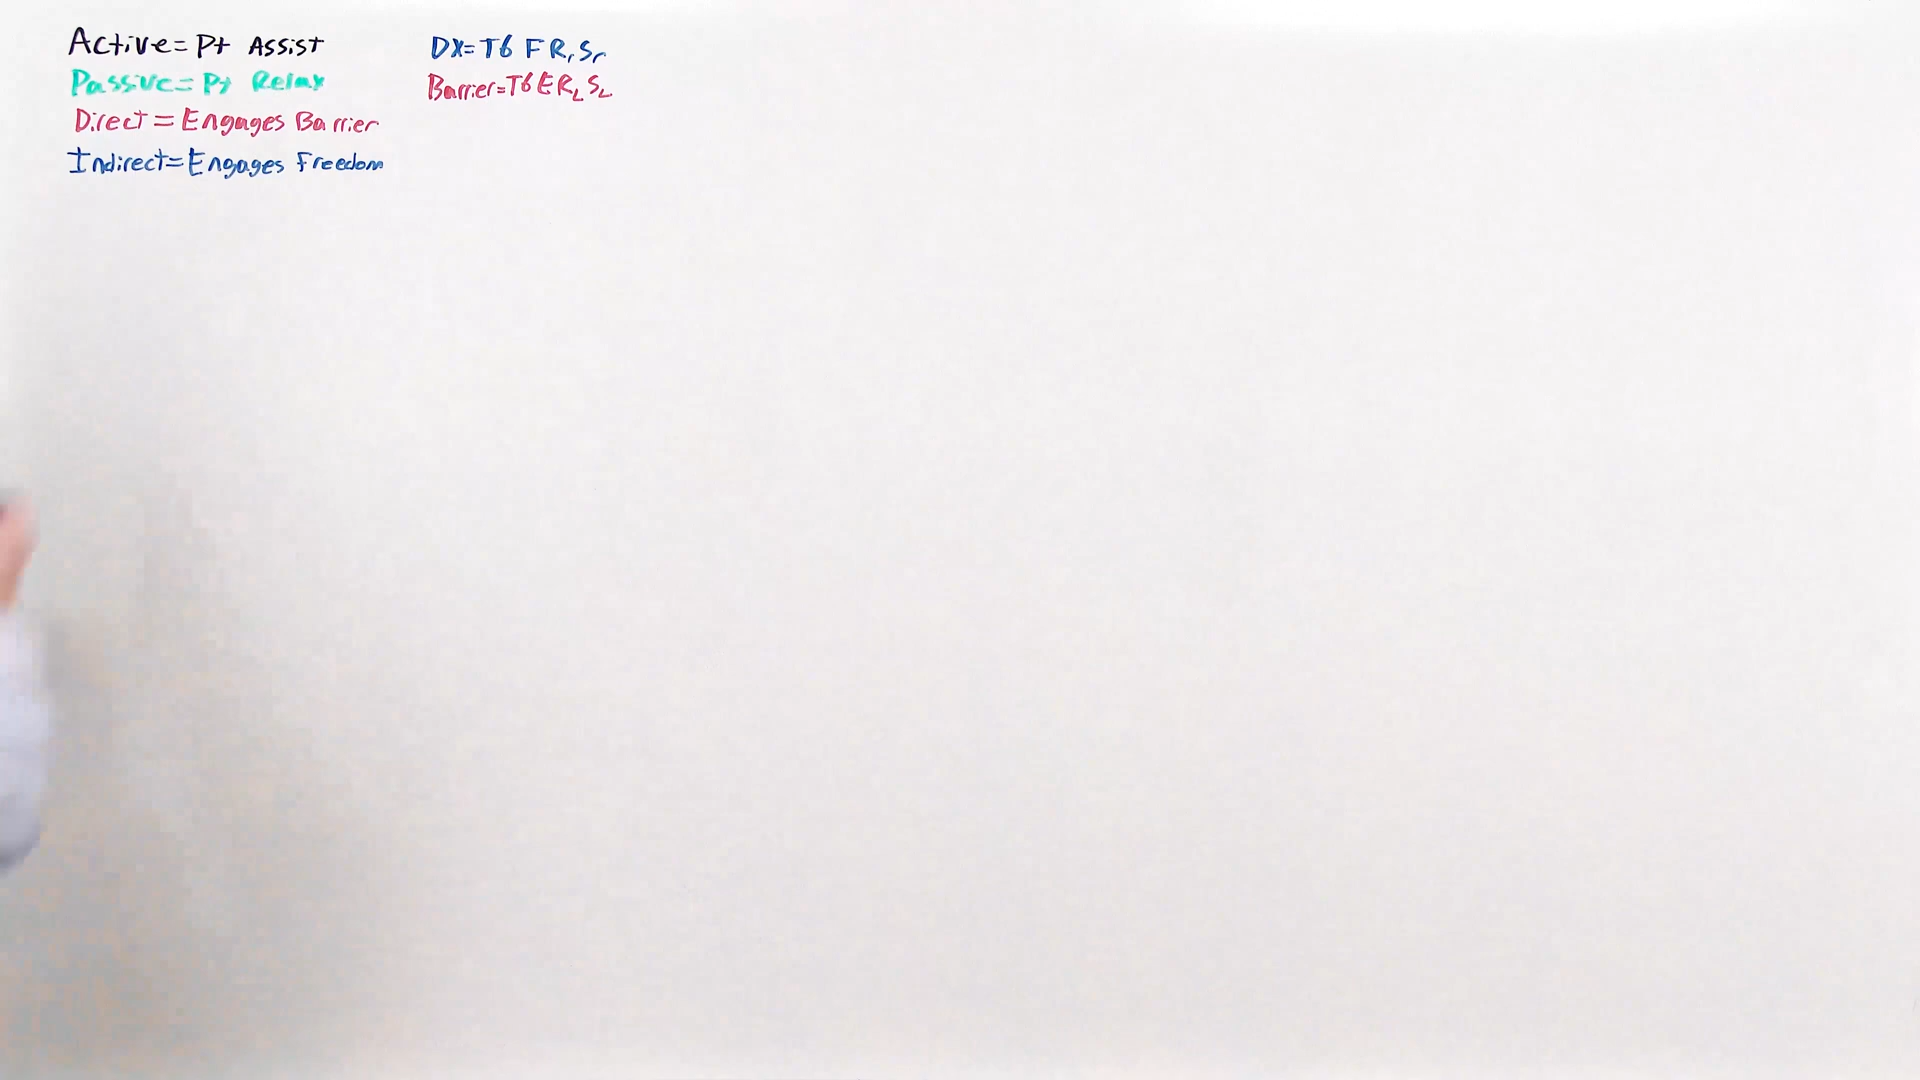 Active= Pt Assist
Passive= Pt Relax
Direct = Engages Barrier
Indirect= Engages Freedom
DX= T6 F Rr Sr
Barrier= T6 E RL SL